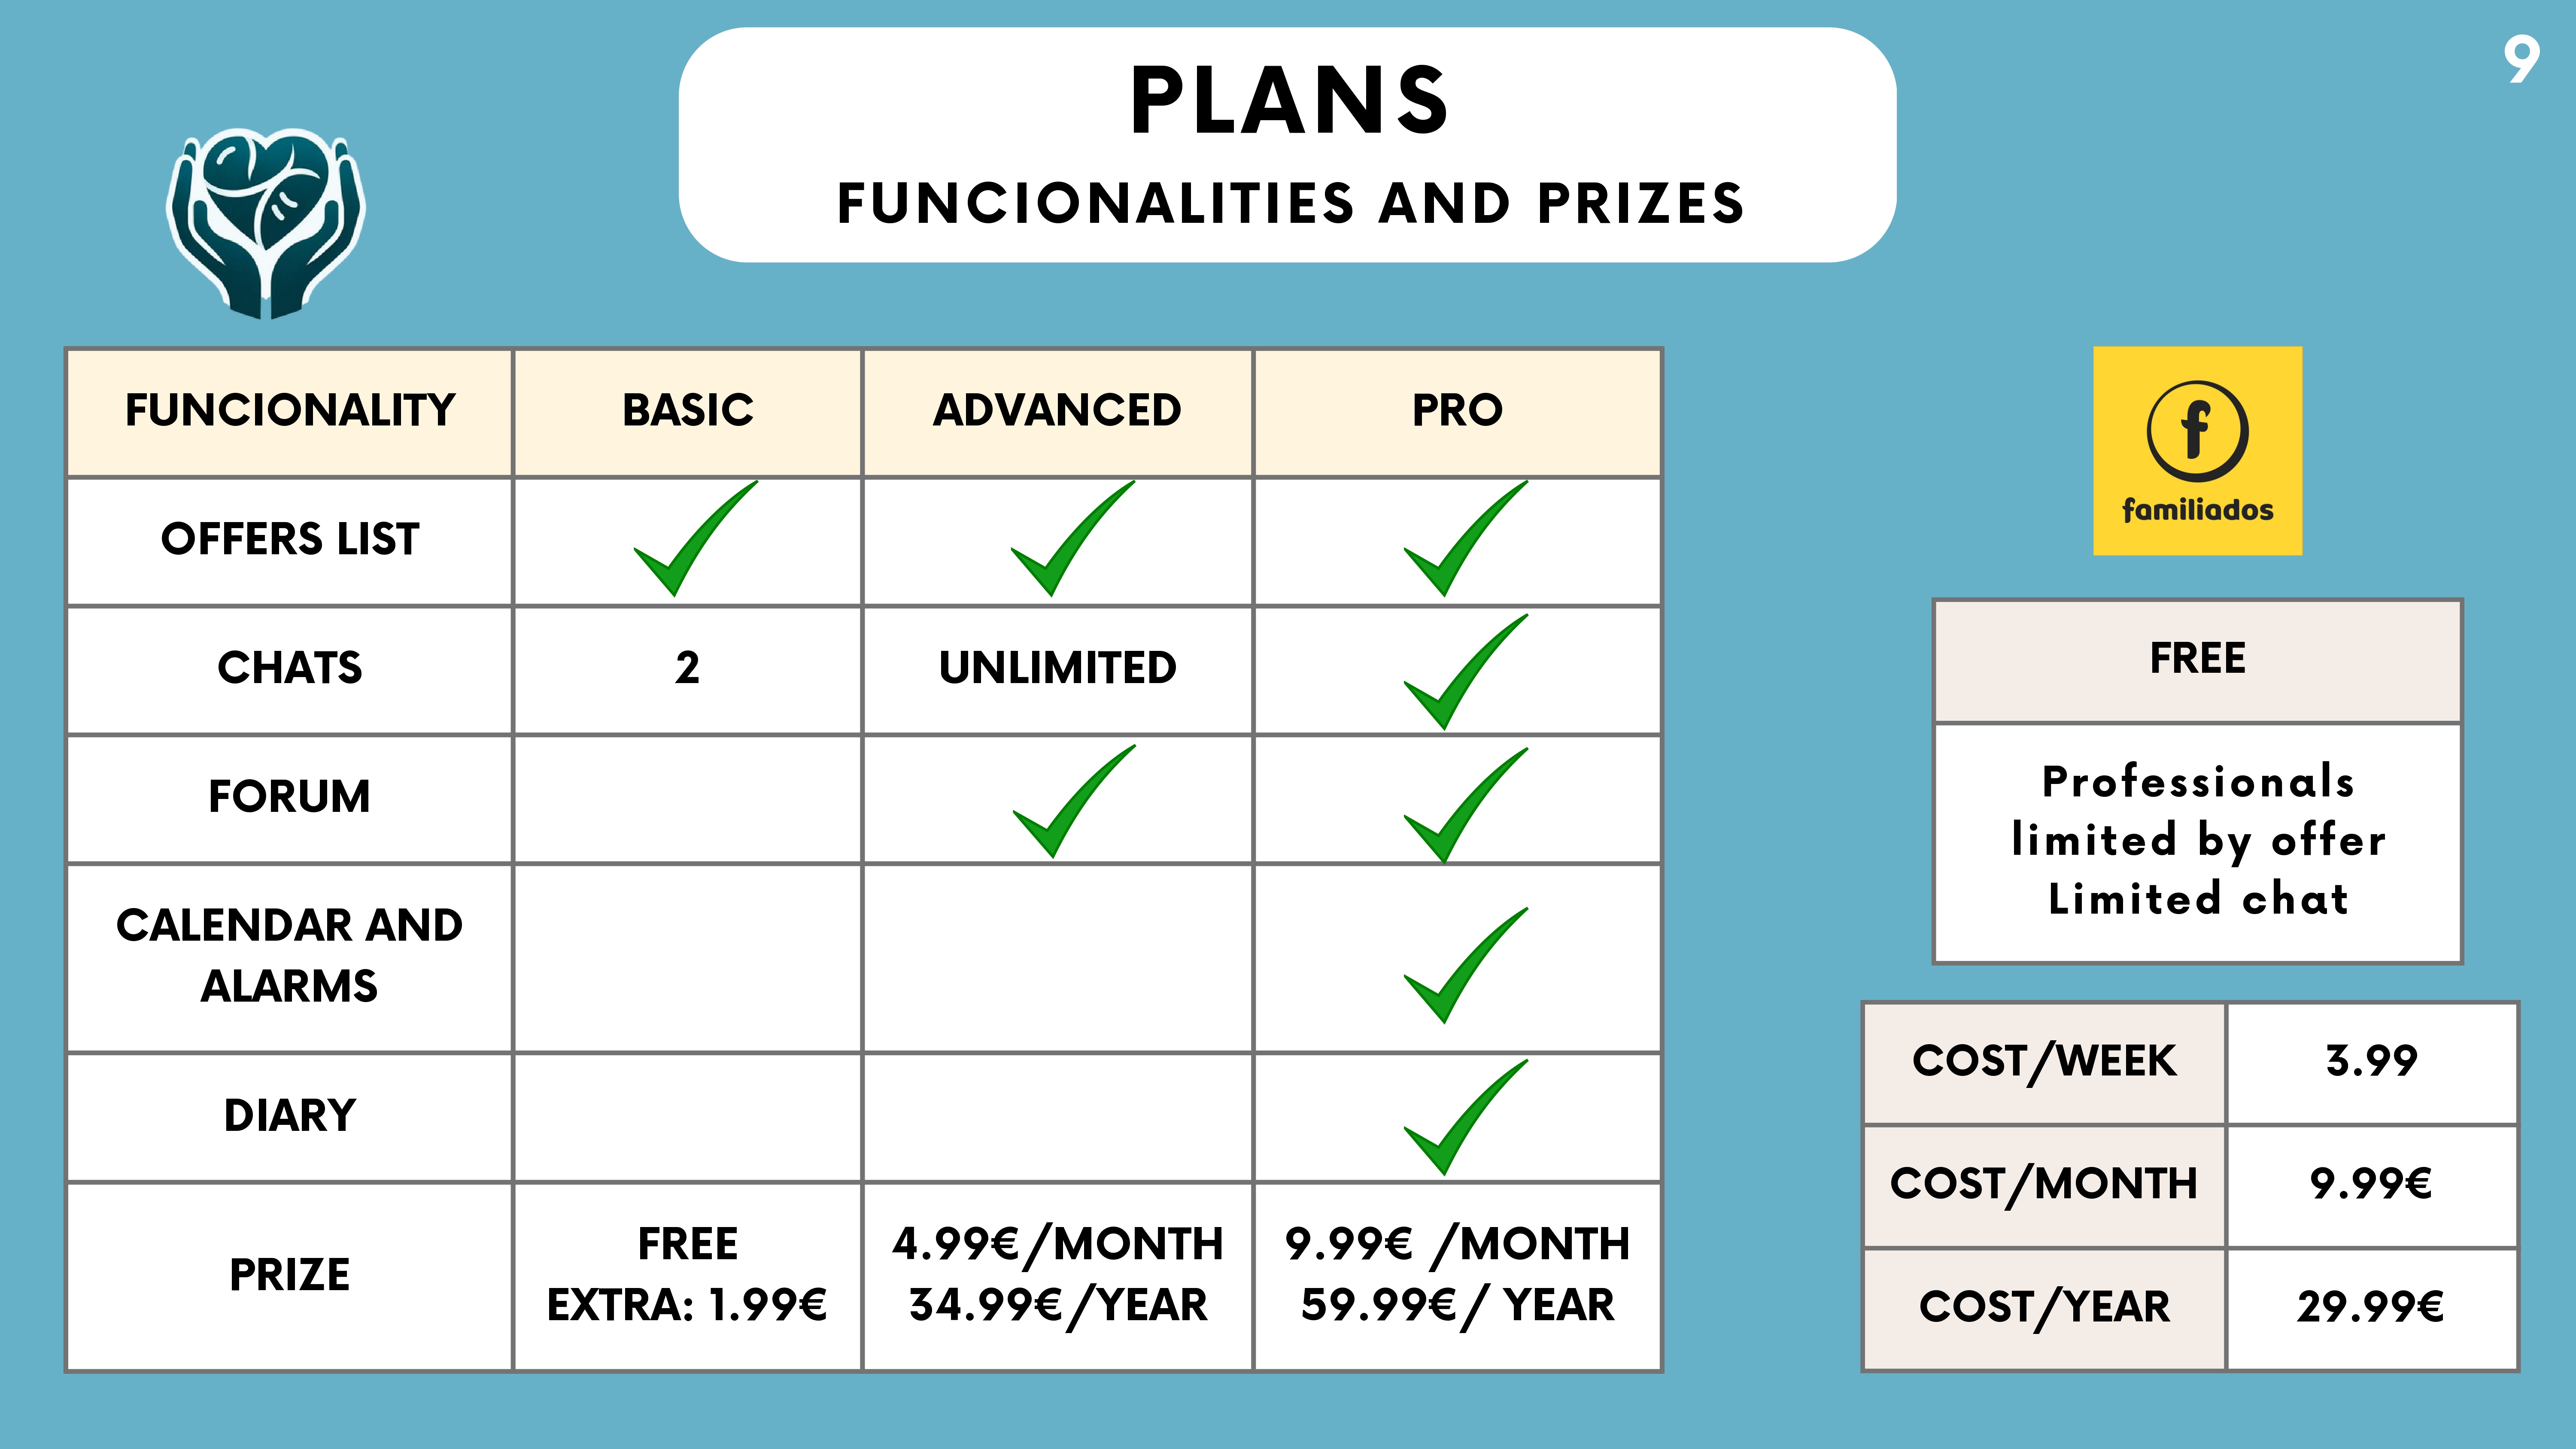 9
PLANS
FUNCIONALITIES AND PRIZES
FUNCIONALITY BASIC ADVANCED PRO
OFFERS LIST
CHATS 2 UNLIMITED
FORUM
CALENDAR AND
ALARMS
DIARY
PRIZE
FREE
EXTRA: 1.99€
4.99€/MONTH
34.99€/YEAR
9.99€ /MONTH
59.99€/ YEAR
f
familiados
FREE
Professionals
limited by offer
Limited chat
COST/WEEK 3.99
COST/MONTH 9.99€
COST/YEAR 29.99€